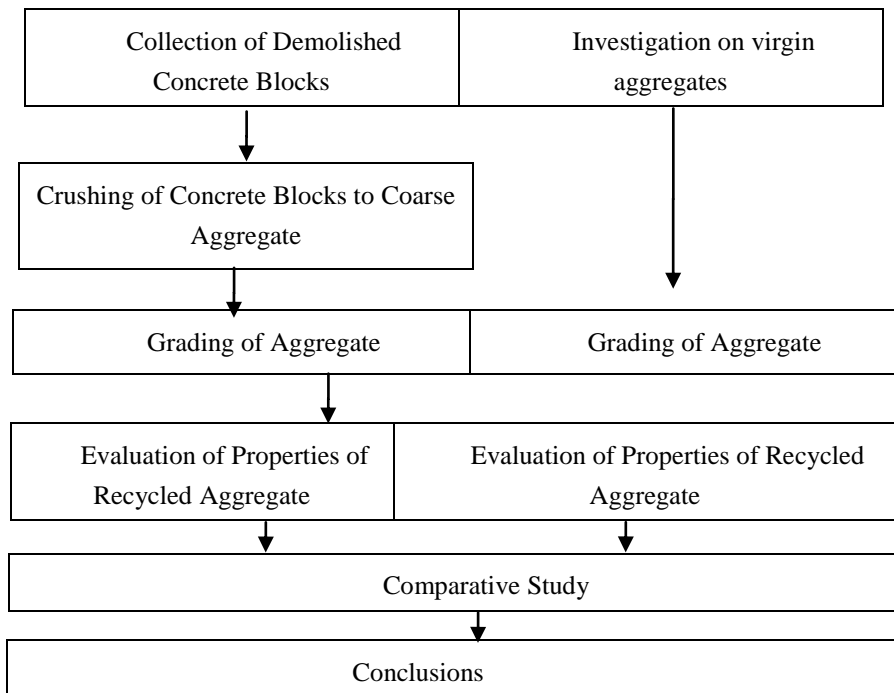 Collection of Demolished
Concrete Blocks
Investigation on virgin
aggregates
Crushing of Concrete Blocks to Coarse
Aggregate
Grading of Aggregate
Grading of Aggregate
Evaluation of Properties of
Recycled Aggregate
Evaluation of Properties of Recycled
Aggregate
Comparative Study
Conclusions